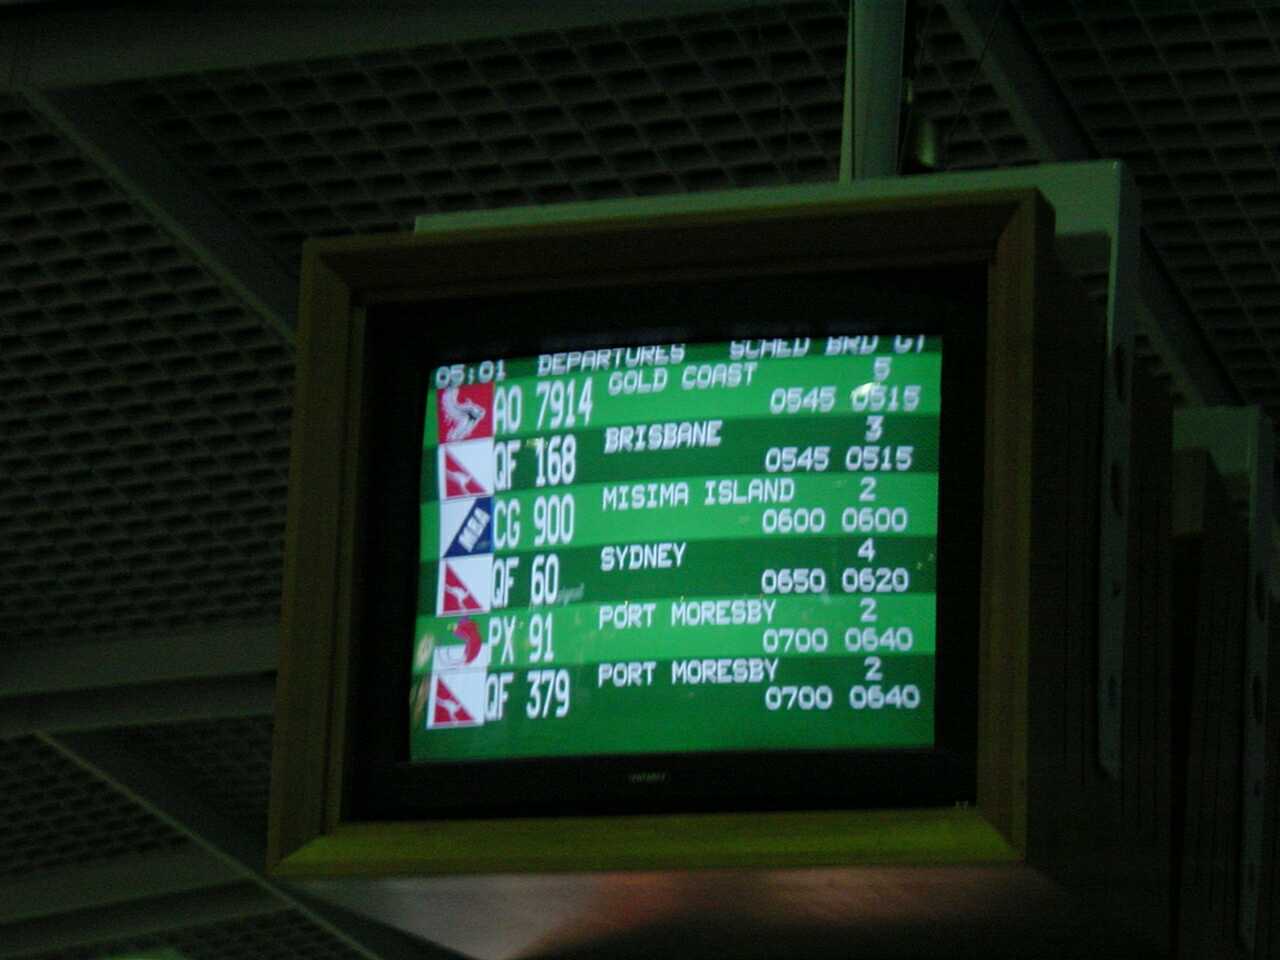 05:01 DEPARTURES SCHED BRD GT
AO 7914 GOLD COAST 5
0545 0515
QF 168 BRISBANE 3
0545 0515
MBA CG 900 MISIMA ISLAND 2
0600 0600
QF 60 SYDNEY 4
0650 0620
PX 91 PORT MORESBY 2
0700 0640
QF 379 PORT MORESBY 2
0700 0640